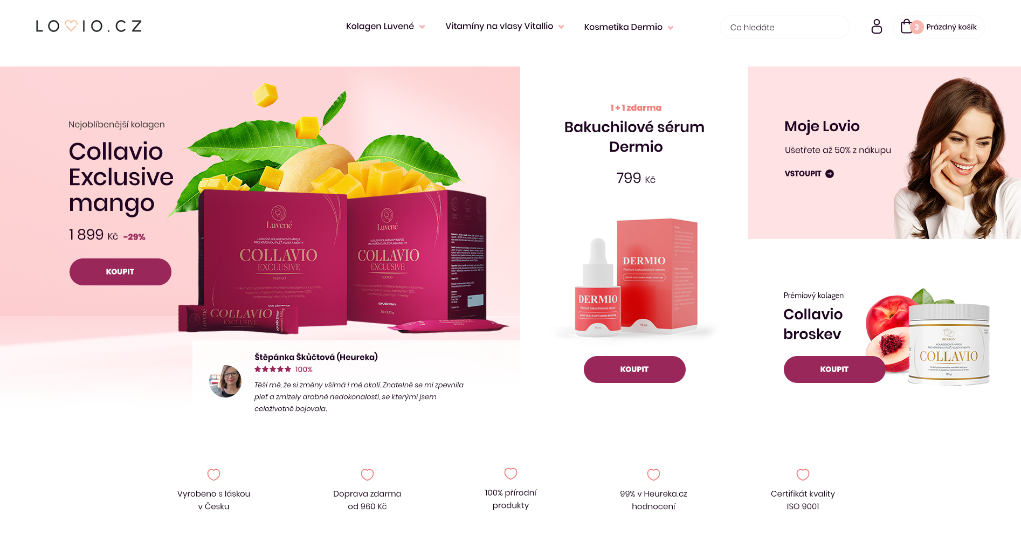 LOVIO.CZ
Kolagen Luvené
Vitamíny na vlasy Vitallio
Kosmetika Dermio
Co hledáte
2
Prázdný košík
Nejoblíbenější kolagen
Collavio
Exclusive
mango
1 899 Kč -29%
KOUPIT
Luvené
COLLAVIO
EXCLUSIVE
Luvené
COLLAVIO
EXCLUSIVE
COLLAVIO
EXCLUSIVE
Štěpánka Škúčtová (Heureka)
100%
Těší mě, že si změny všímá i mé okolí. Znatelně se mi zpevnila
pleť a zmizely drobné nedokonalosti, se kterými jsem
celoživotně bojovala.
1 + 1 zdarma
Bakuchilové sérum
Dermio
799 Kč
DERMIO
DERMIO
KOUPIT
Moje Lovio
Ušetřete až 50% z nákupu
VSTOUPIT
Prémiový kolagen
Collavio
broskev
KOUPIT
COLLAVIO
Vyrobeno s láskou
v Česku
Doprava zdarma
od 960 Kč
100% přírodní
produkty
99% v Heureka.cz
hodnocení
Certifikát kvality
ISO 9001